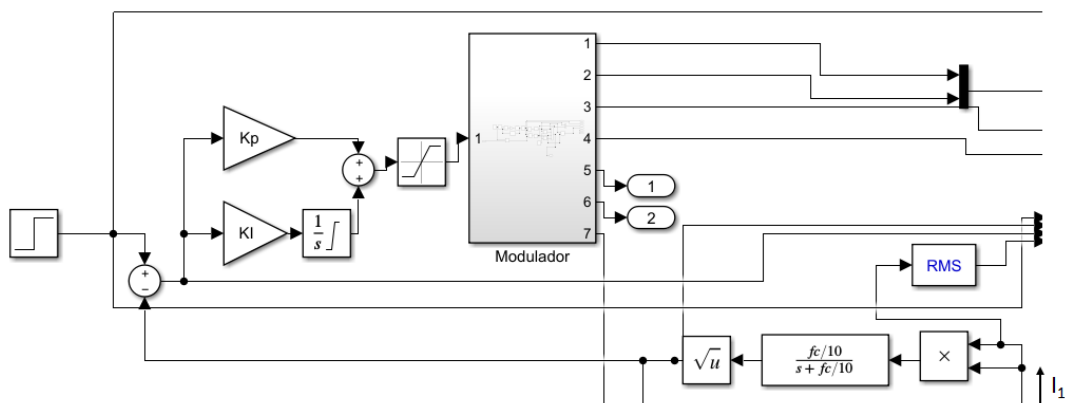 1
2
3
4
5
6
7
1
Kp
+
+
1
2
KI
1
s
Modulador
+
−
RMS
√u
fc/10
s + fc/10
×
I₁